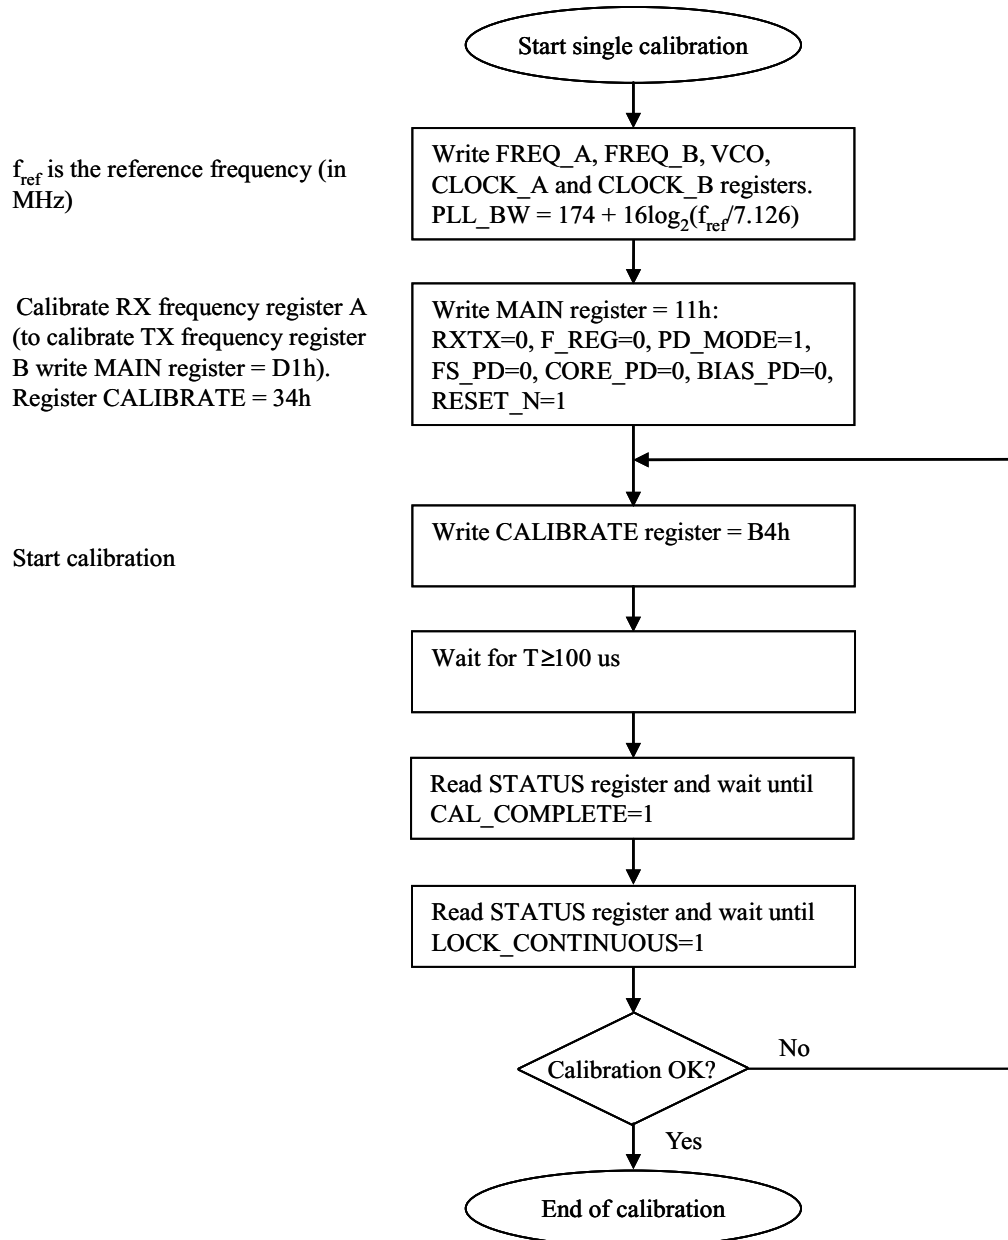 Start single calibration
f_ref is the reference frequency (in
MHz)
Write FREQ_A, FREQ_B, VCO,
CLOCK_A and CLOCK_B registers.
PLL_BW = 174 + 16log₂(f_ref/7.126)
Calibrate RX frequency register A
(to calibrate TX frequency register
B write MAIN register = D1h).
Register CALIBRATE = 34h
Write MAIN register = 11h:
RXTX=0, F_REG=0, PD_MODE=1,
FS_PD=0, CORE_PD=0, BIAS_PD=0,
RESET_N=1
Write CALIBRATE register = B4h
Start calibration
Wait for T≥100 us
Read STATUS register and wait until
CAL_COMPLETE=1
Read STATUS register and wait until
LOCK_CONTINUOUS=1
Calibration OK?
No
Yes
End of calibration